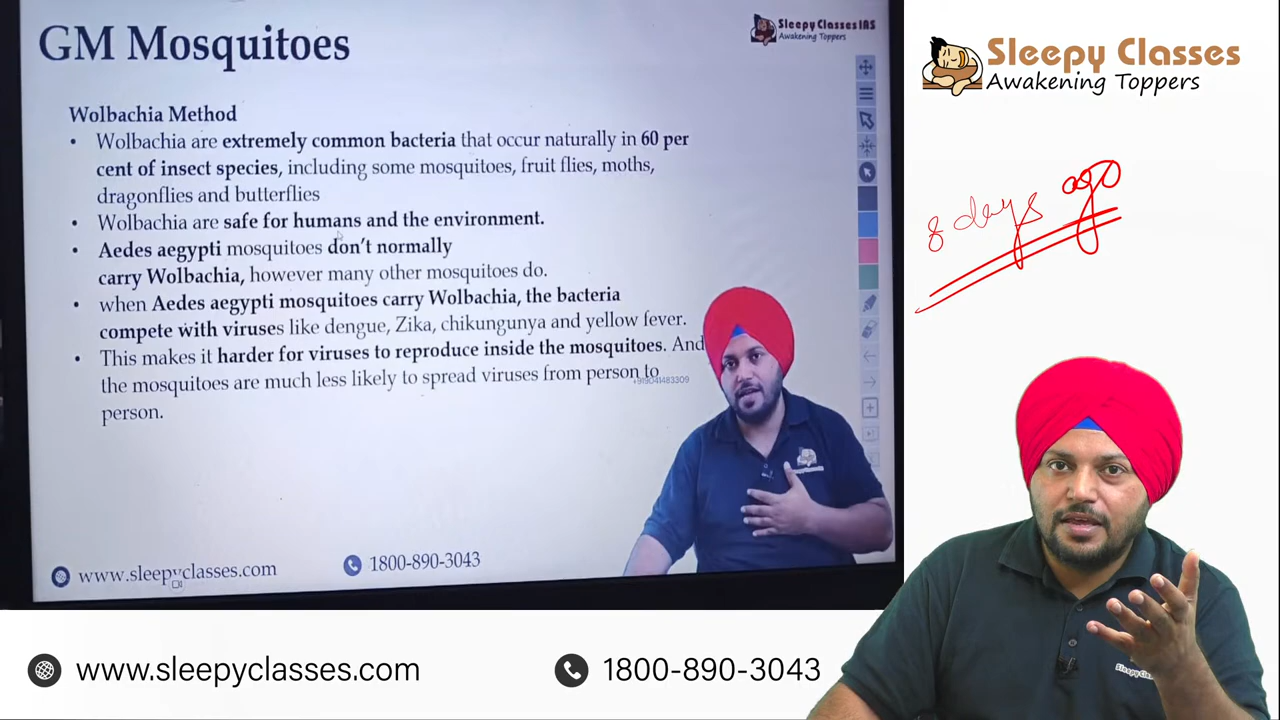 GM Mosquitoes
Sleepy Classes IAS
Awakening Toppers
Wolbachia Method
• Wolbachia are extremely common bacteria that occur naturally in 60 per
cent of insect species, including some mosquitoes, fruit flies, moths,
dragonflies and butterflies
• Wolbachia are safe for humans and the environment.
• Aedes aegypti mosquitoes don't normally
carry Wolbachia, however many other mosquitoes do.
• when Aedes aegypti mosquitoes carry Wolbachia, the bacteria
compete with viruses like dengue, Zika, chikungunya and yellow fever.
• This makes it harder for viruses to reproduce inside the mosquitoes. And
the mosquitoes are much less likely to spread viruses from person to
person.
+919041483309
www.sleepyclasses.com
1800-890-3043
Sleepy Classes
Awakening Toppers
8 days ago
www.sleepyclasses.com
1800-890-3043